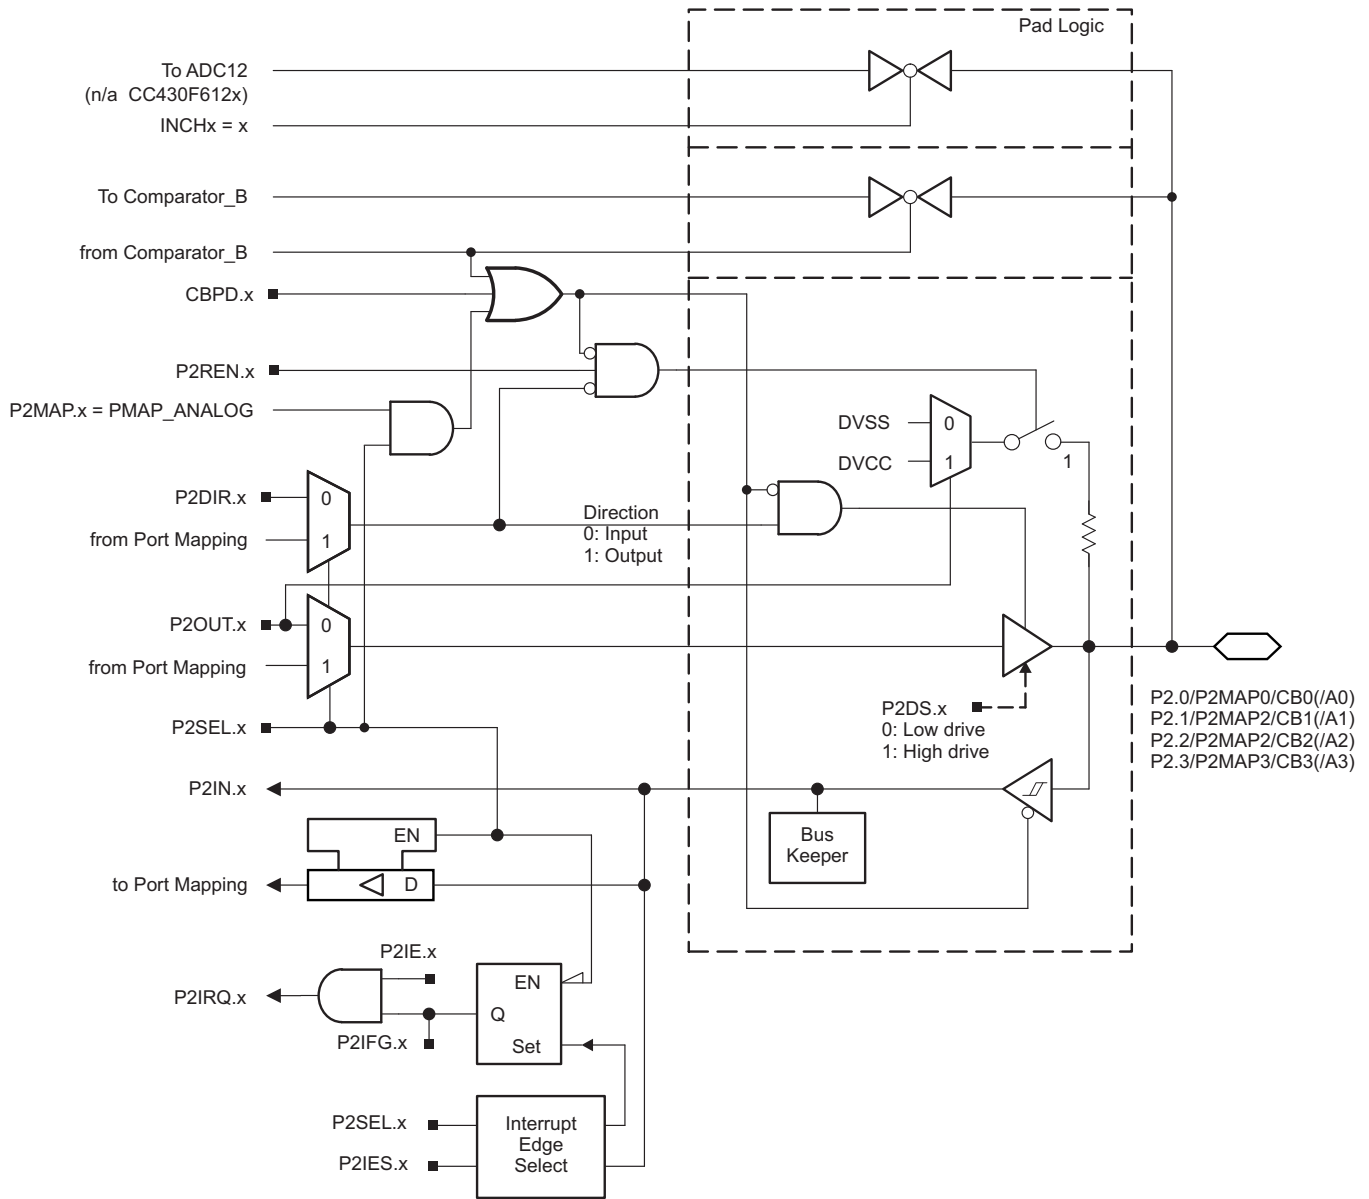 Pad Logic
To ADC12
(n/a CC430F612x)
INCHx = x
To Comparator_B
from Comparator_B
CBPD.x
P2REN.x
P2MAP.x = PMAP_ANALOG
DVSS
0
DVCC
1
1
P2DIR.x
0
from Port Mapping
1
Direction
0: Input
1: Output
P2OUT.x
0
from Port Mapping
1
P2SEL.x
P2DS.x
0: Low drive
1: High drive
P2.0/P2MAP0/CB0(/A0)
P2.1/P2MAP2/CB1(/A1)
P2.2/P2MAP2/CB2(/A2)
P2.3/P2MAP3/CB3(/A3)
P2IN.x
Bus
Keeper
EN
to Port Mapping
D
P2IE.x
P2IRQ.x
EN
Q
P2IFG.x
Set
P2SEL.x
P2IES.x
Interrupt
Edge
Select